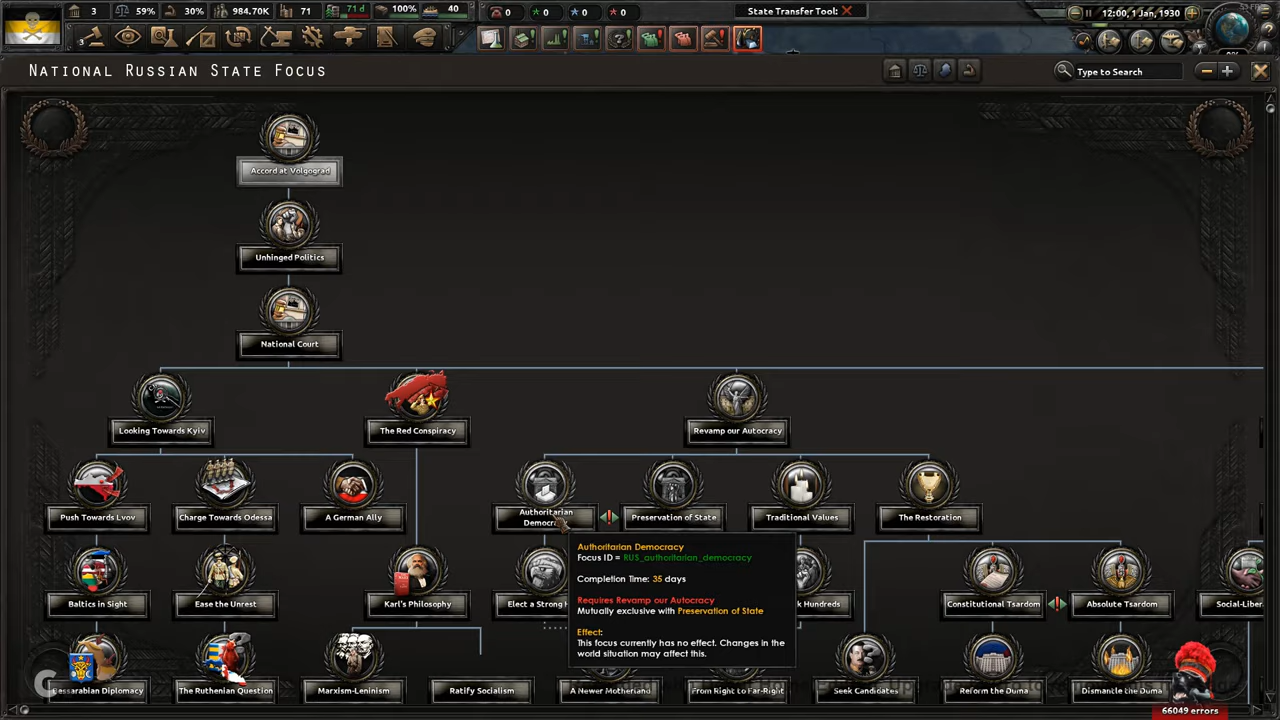 3
59%
30%
984.70K
71
71 d
100%
40
0
0
0
State Transfer Tool:
12:00, 1 Jan, 1930
National Russian State Focus
Type to Search
Accord at Volgograd
Unhinged Politics
National Court
Looking Towards Kyiv
The Red Conspiracy
Revamp our Autocracy
Push Towards Lvov
Charge Towards Odessa
A German Ally
Authoritarian
Democracy
Preservation of State
Traditional Values
The Restoration
Authoritarian Democracy
Focus ID = RUS_authoritarian_democracy
Completion Time: 35 days
Requires Revamp our Autocracy
Mutually exclusive with Preservation of State
Effect:
This focus currently has no effect. Changes in the
world situation may affect this.
Baltics in Sight
Ease the Unrest
Karl's Philosophy
Elect a Strong
Constitutional Tsardom
Absolute Tsardom
Social-Liber
Bessarabian Diplomacy
The Ruthenian Question
Marxism-Leninism
Ratify Socialism
A Newer Motherland
From Right to Far-Right
Seek Candidates
Reform the Duma
Dismantle the Duma
66049 errors